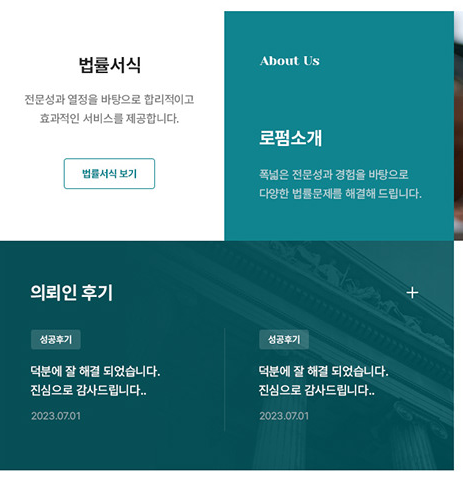 법률서식
전문성과 열정을 바탕으로 합리적이고
효과적인 서비스를 제공합니다.
법률서식 보기
About Us
로펌소개
폭넓은 전문성과 경험을 바탕으로
다양한 법률문제를 해결해 드립니다.
의뢰인 후기
+
성공후기
덕분에 잘 해결 되었습니다.
진심으로 감사드립니다..
2023.07.01
성공후기
덕분에 잘 해결 되었습니다.
진심으로 감사드립니다..
2023.07.01